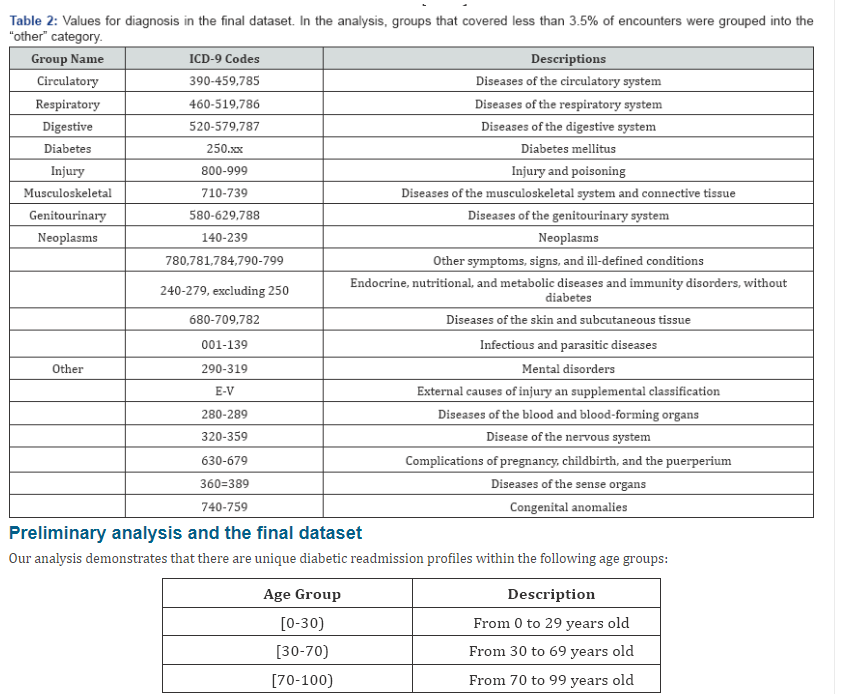 Table 2: Values for diagnosis in the final dataset. In the analysis, groups that covered less than 3.5% of encounters were grouped into the
"other" category.
Group Name ICD-9 Codes Descriptions
Circulatory 390-459,785 Diseases of the circulatory system
Respiratory 460-519,786 Diseases of the respiratory system
Digestive 520-579,787 Diseases of the digestive system
Diabetes 250.xx Diabetes mellitus
Injury 800-999 Injury and poisoning
Musculoskeletal 710-739 Diseases of the musculoskeletal system and connective tissue
Genitourinary 580-629,788 Diseases of the genitourinary system
Neoplasms 140-239 Neoplasms
780,781,784,790-799 Other symptoms, signs, and ill-defined conditions
240-279, excluding 250 Endocrine, nutritional, and metabolic diseases and immunity disorders, without
diabetes
680-709,782 Diseases of the skin and subcutaneous tissue
001-139 Infectious and parasitic diseases
Other 290-319 Mental disorders
E-V External causes of injury an supplemental classification
280-289 Diseases of the blood and blood-forming organs
320-359 Disease of the nervous system
630-679 Complications of pregnancy, childbirth, and the puerperium
360=389 Diseases of the sense organs
740-759 Congenital anomalies
Preliminary analysis and the final dataset
Our analysis demonstrates that there are unique diabetic readmission profiles within the following age groups:
Age Group Description
[0-30) From 0 to 29 years old
[30-70) From 30 to 69 years old
[70-100) From 70 to 99 years old